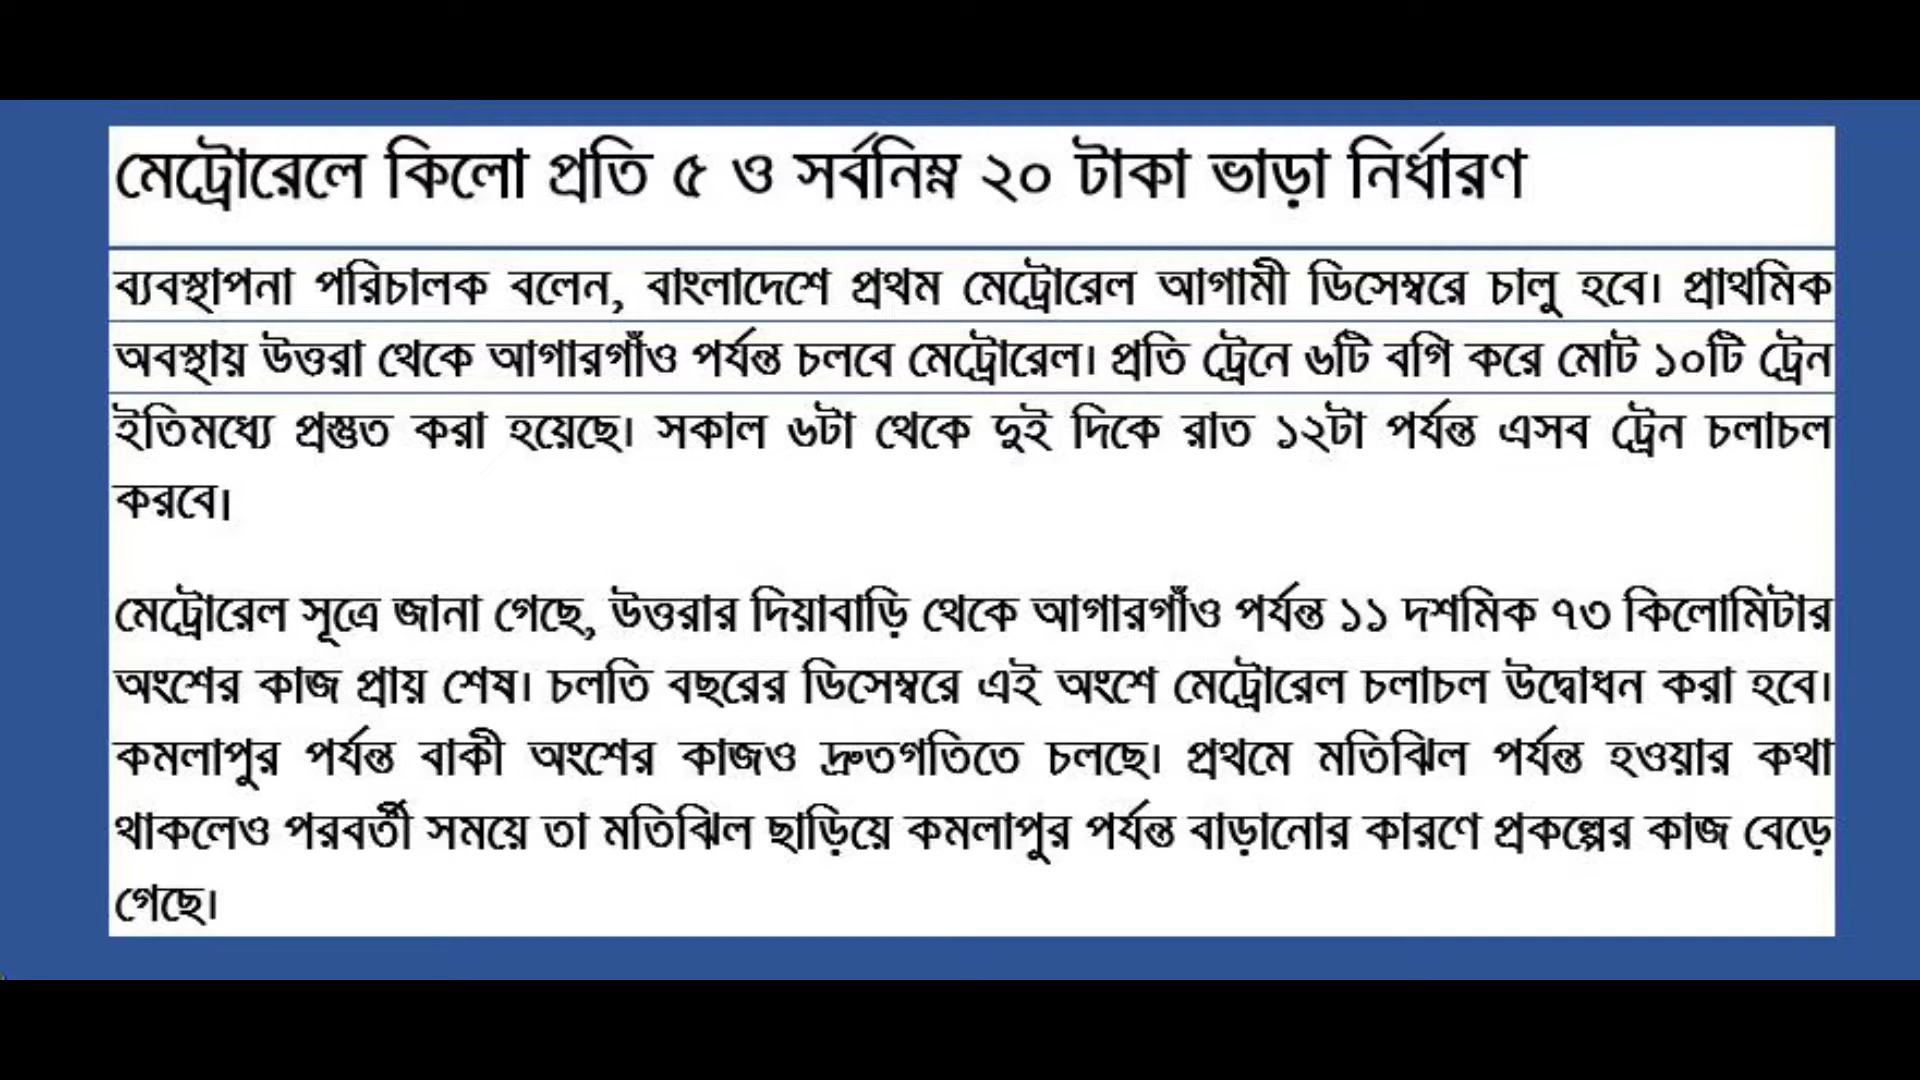 মেট্রোরেলে কিলো প্রতি ৫ ও সর্বনিম্ন ২০ টাকা ভাড়া নির্ধারণ
ব্যবস্থাপনা পরিচালক বলেন, বাংলাদেশে প্রথম মেট্রোরেল আগামী ডিসেম্বরে চালু হবে। প্রাথমিক
অবস্থায় উত্তরা থেকে আগারগাঁও পর্যন্ত চলবে মেট্রোরেল। প্রতি ট্রেনে ৬টি বগি করে মোট ১০টি ট্রেন
ইতিমধ্যে প্রস্তুত করা হয়েছে। সকাল ৬টা থেকে দুই দিকে রাত ১২টা পর্যন্ত এসব ট্রেন চলাচল
করবে।
মেট্রোরেল সূত্রে জানা গেছে, উত্তরার দিয়াবাড়ি থেকে আগারগাঁও পর্যন্ত ১১ দশমিক ৭৩ কিলোমিটার
অংশের কাজ প্রায় শেষ। চলতি বছরের ডিসেম্বরে এই অংশে মেট্রোরেল চলাচল উদ্বোধন করা হবে।
কমলাপুর পর্যন্ত বাকী অংশের কাজও দ্রুতগতিতে চলছে। প্রথমে মতিঝিল পর্যন্ত হওয়ার কথা
থাকলেও পরবর্তী সময়ে তা মতিঝিল ছাড়িয়ে কমলাপুর পর্যন্ত বাড়ানোর কারণে প্রকল্পের কাজ বেড়ে
গেছে।